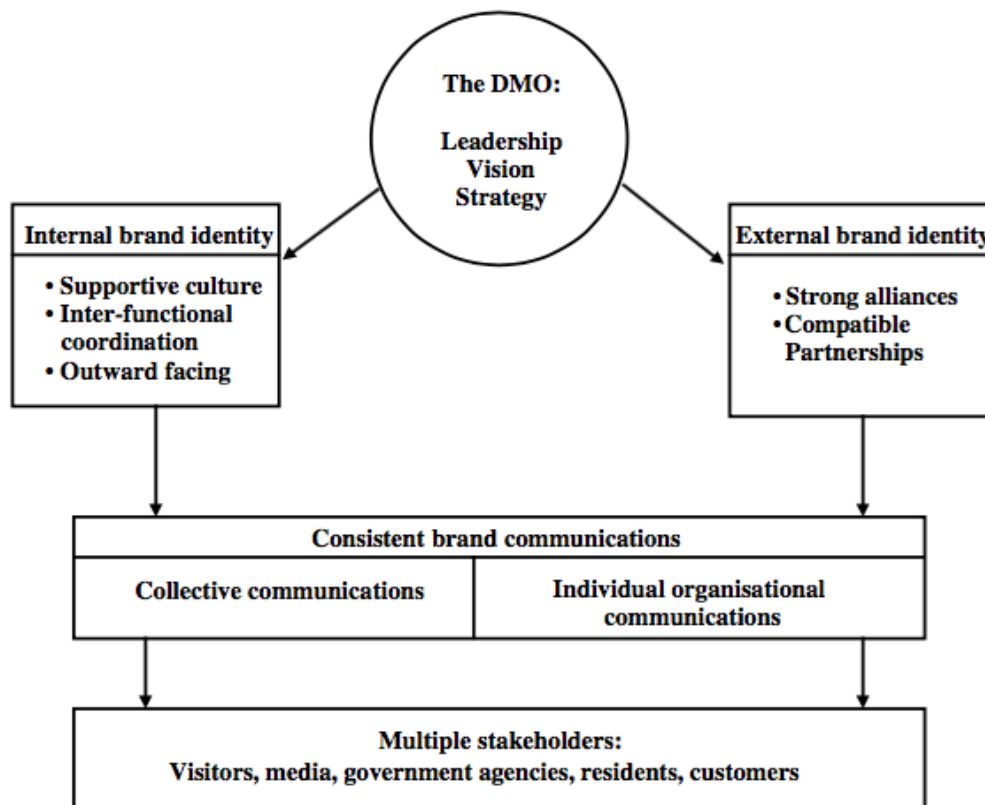 The DMO:
Leadership
Vision
Strategy
Internal brand identity
• Supportive culture
• Inter-functional
coordination
• Outward facing
External brand identity
• Strong alliances
• Compatible
Partnerships
Consistent brand communications
Collective communications
Individual organisational
communications
Multiple stakeholders:
Visitors, media, government agencies, residents, customers